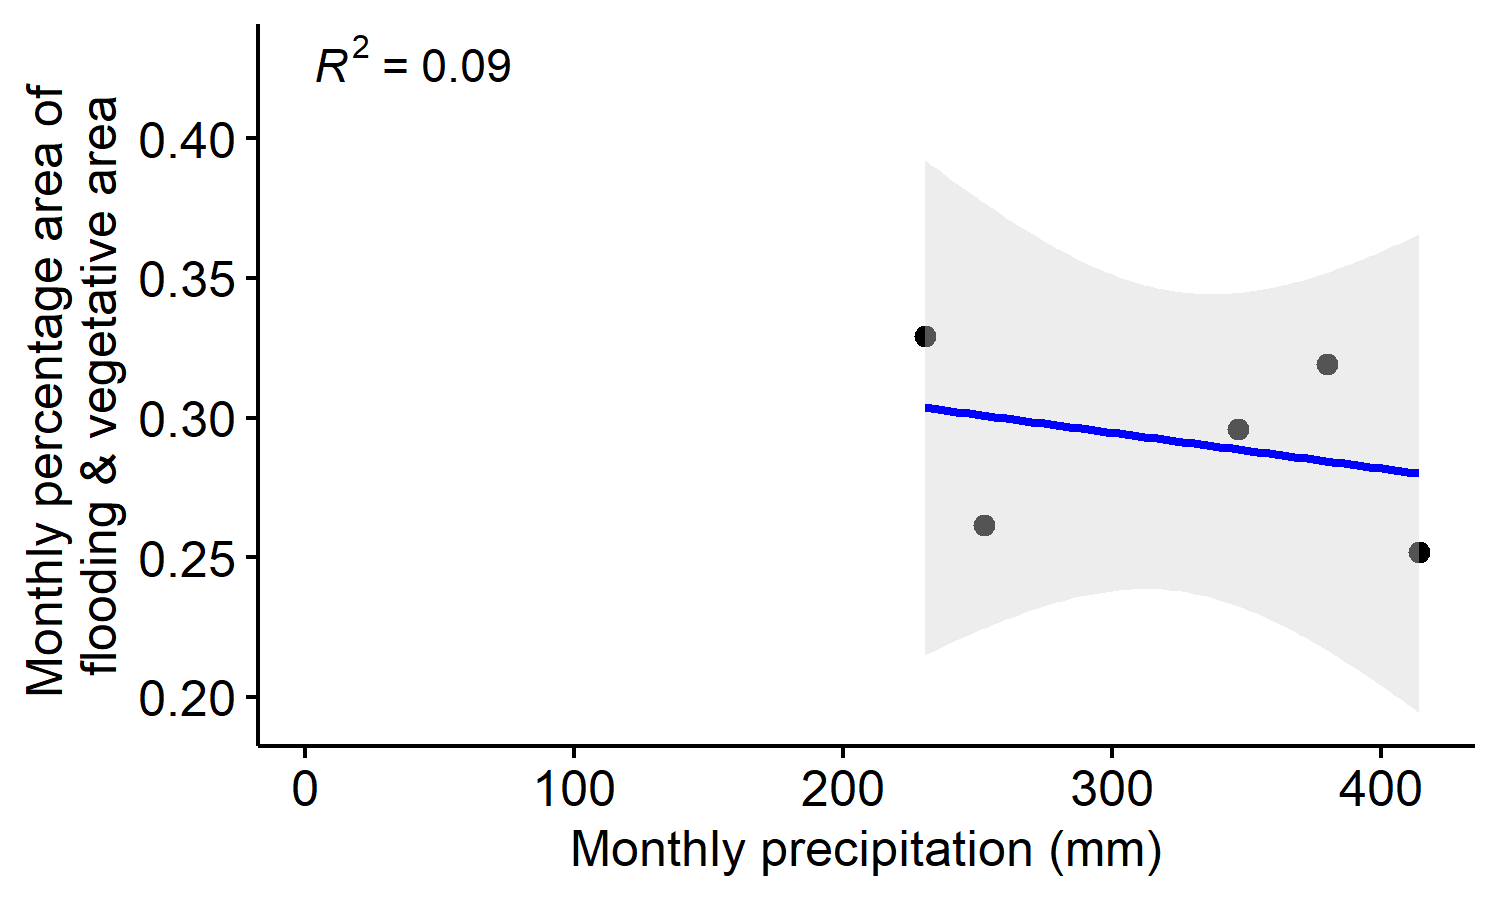 R² = 0.09
Monthly percentage area of
flooding & vegetative area
0.40
0.35
0.30
0.25
0.20
0 100 200 300 400
Monthly precipitation (mm)